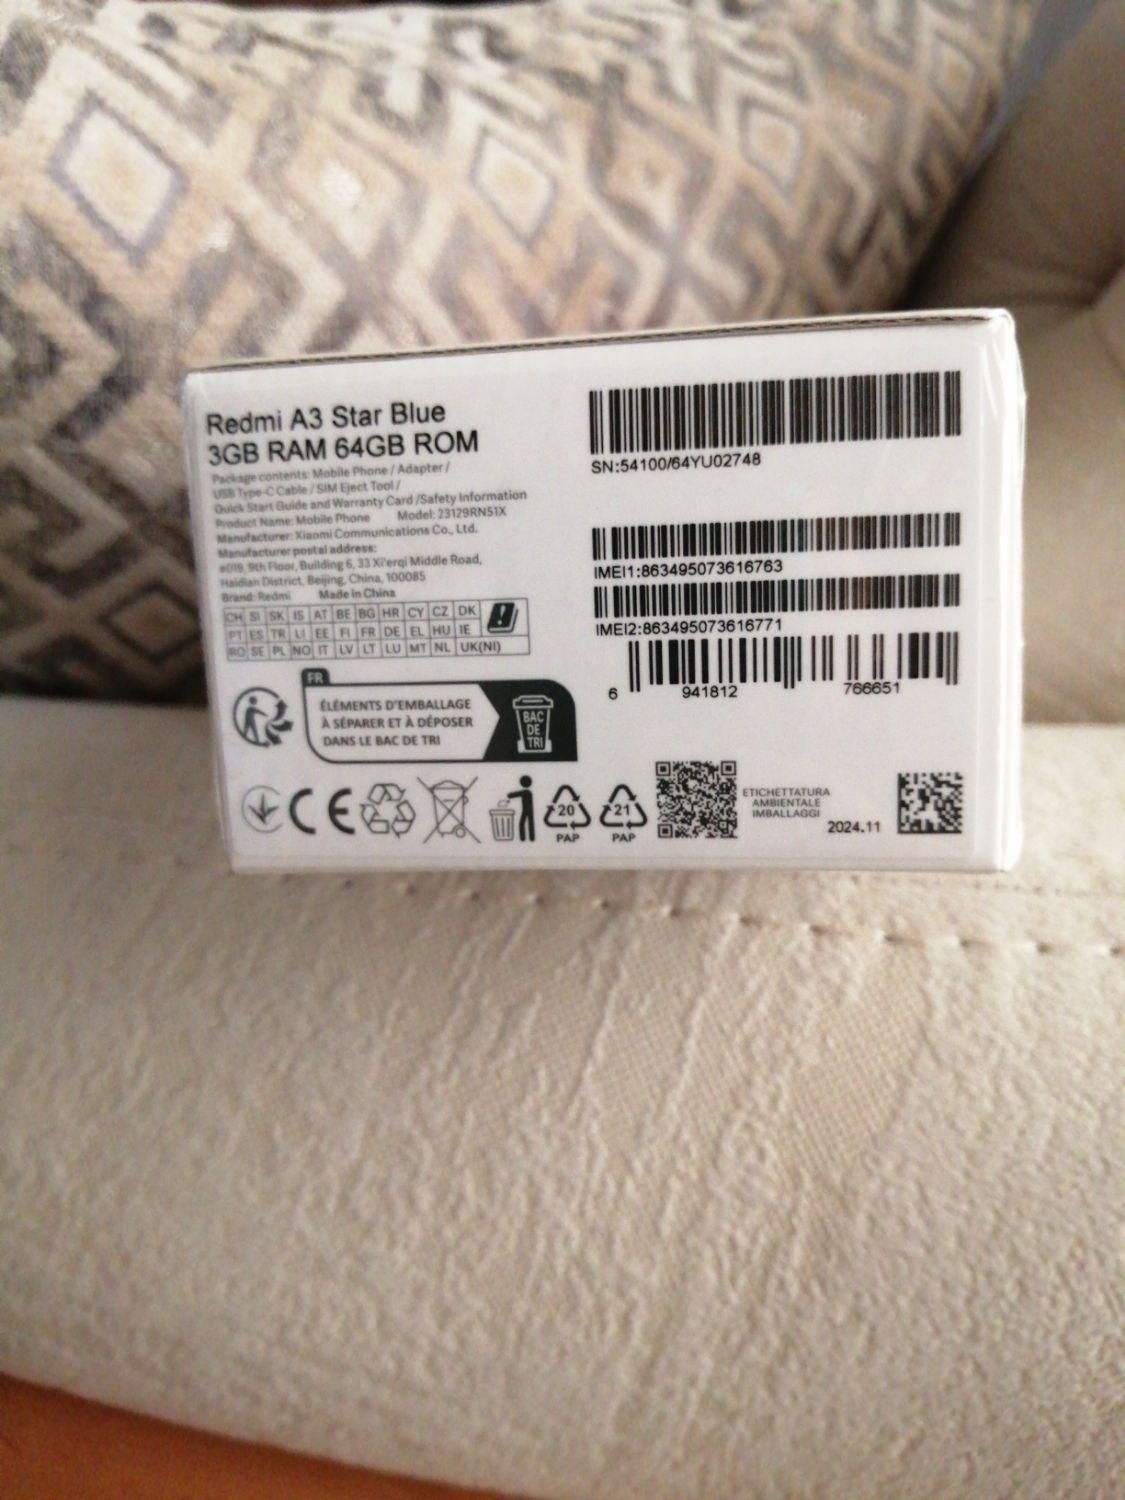 Redmi A3 Star Blue
3GB RAM 64GB ROM
Package contents: Mobile Phone / Adapter /
USB Type-C Cable / SIM Eject Tool /
Quick Start Guide and Warranty Card /Safety Information
Product Name: Mobile Phone Model: 23129RN51X
Manufacturer: Xiaomi Communications Co., Ltd.
Manufacturer postal address:
#019, 9th Floor, Building 6, 33 Xi'erqi Middle Road,
Haidian District, Beijing, China, 100085
Brand: Redmi Made in China
CH SI SK IS AT BE BG HR CY CZ DK
PT ES TR LI EE FI FR DE EL HU IE
RO SE PL NO IT LV LT LU MT NL UK(NI)
FR
ÉLÉMENTS D'EMBALLAGE
À SÉPARER ET À DÉPOSER
DANS LE BAC DE TRI
BAC
DE
TRI
CE
20
PAP
21
PAP
SN:54100/64YU02748
IMEI1:863495073616763
IMEI2:863495073616771
6 941812 766651
ETICHETTATURA
AMBIENTALE
IMBALLAGGI
2024.11